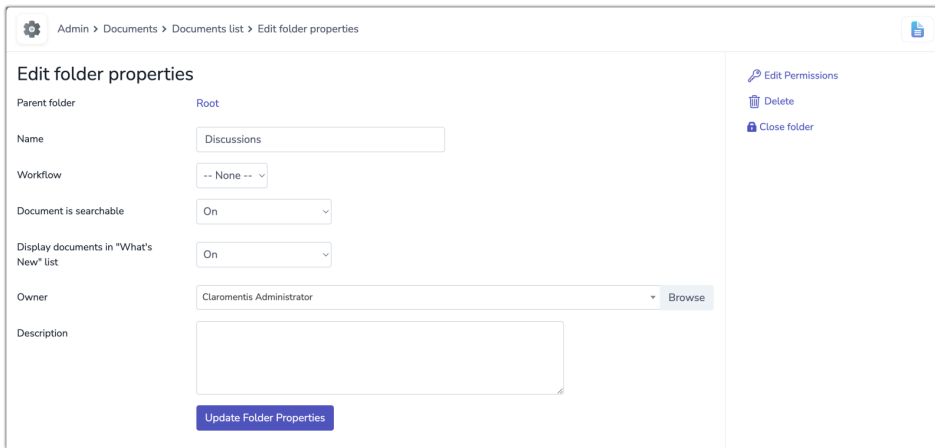 Admin > Documents > Documents list > Edit folder properties
Edit folder properties
Parent folder
Root
Name
Discussions
Workflow
-- None --
Document is searchable
On
Display documents in "What's
New" list
On
Owner
Claromentis Administrator
Browse
Description
Update Folder Properties
Edit Permissions
Delete
Close folder